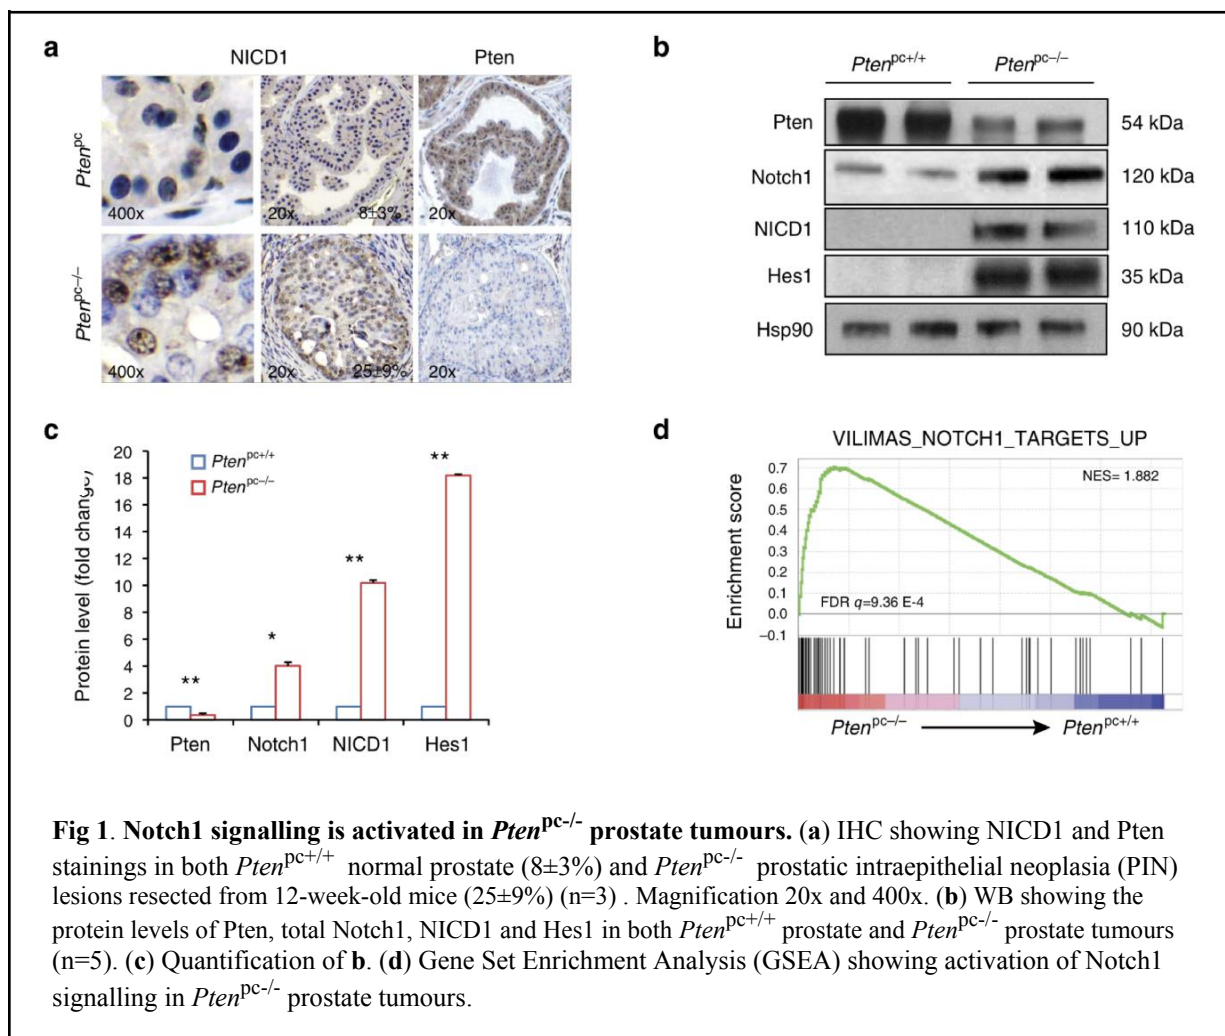 a
NICD1 Pten
Pten^pc
400x 20x 8±3% 20x
Pten^pc–/–
400x 20x 25±9% 20x
b
Pten^pc+/+ Pten^pc–/–
Pten 54 kDa
Notch1 120 kDa
NICD1 110 kDa
Hes1 35 kDa
Hsp90 90 kDa
c
Protein level (fold change)
20
18
16
14
12
10
8
6
4
2
0
Pten^pc+/+
Pten^pc–/–
** * ** **
Pten Notch1 NICD1 Hes1
d
VILIMAS_NOTCH1_TARGETS_UP
Enrichment score
0.7
0.6
0.5
0.4
0.3
0.2
0.1
0.0
–0.1
NES= 1.882
FDR q=9.36 E-4
Pten^pc–/– Pten^pc+/+
Fig 1. Notch1 signalling is activated in Pten^pc-/- prostate tumours. (a) IHC showing NICD1 and Pten
stainings in both Pten^pc+/+ normal prostate (8±3%) and Pten^pc-/- prostatic intraepithelial neoplasia (PIN)
lesions resected from 12-week-old mice (25±9%) (n=3) . Magnification 20x and 400x. (b) WB showing the
protein levels of Pten, total Notch1, NICD1 and Hes1 in both Pten^pc+/+ prostate and Pten^pc-/- prostate tumours
(n=5). (c) Quantification of b. (d) Gene Set Enrichment Analysis (GSEA) showing activation of Notch1
signalling in Pten^pc-/- prostate tumours.